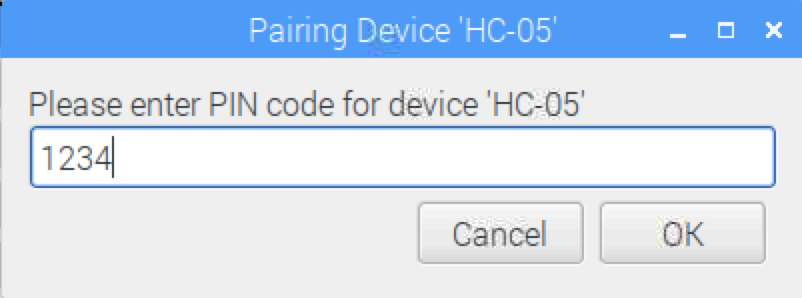 Pairing Device 'HC-05'
Please enter PIN code for device 'HC-05'
1234
Cancel OK